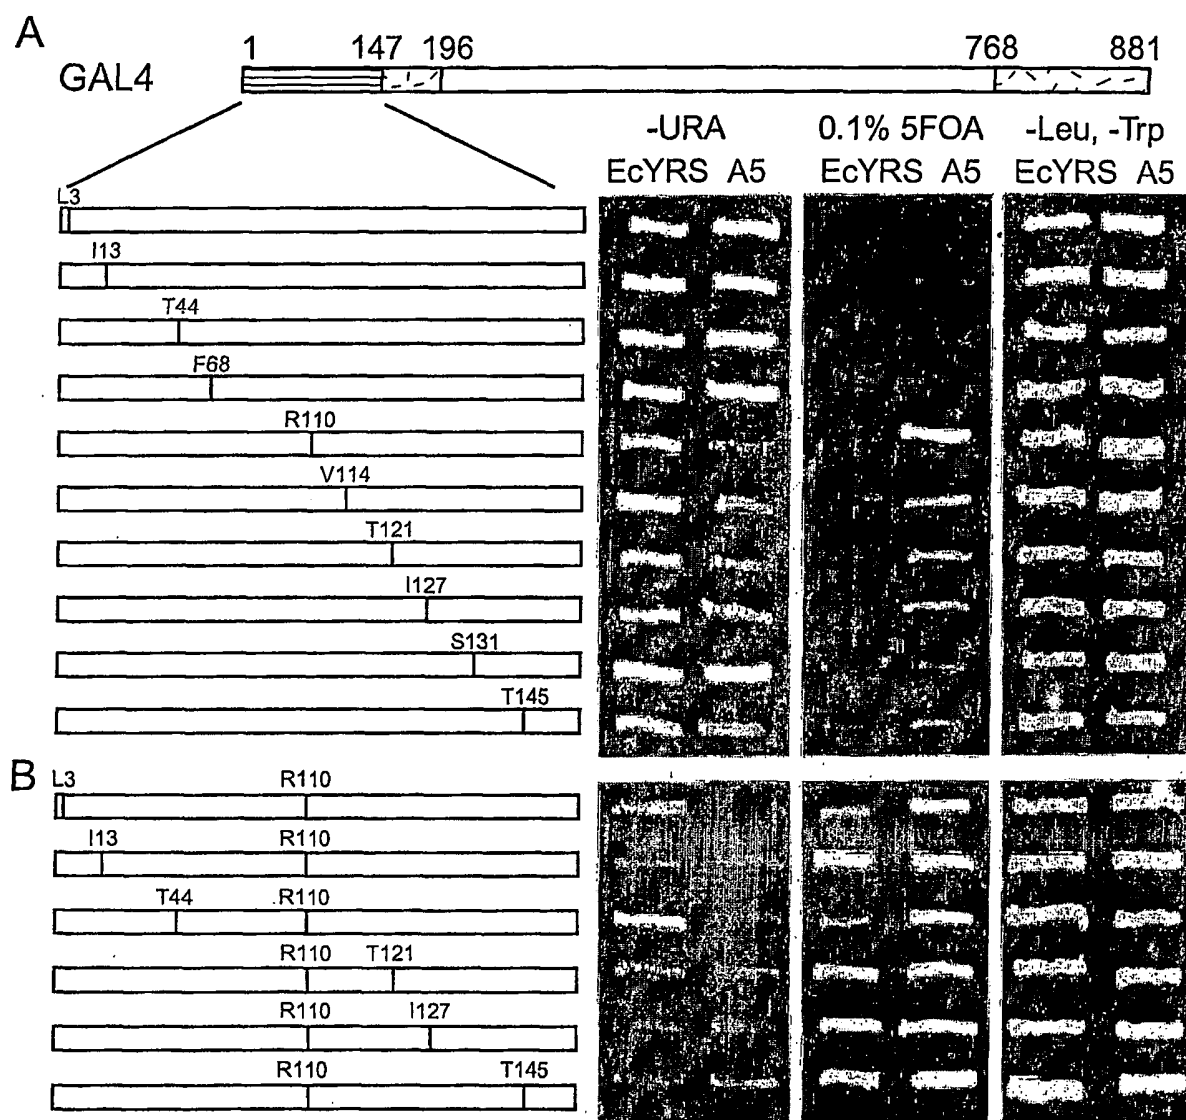 A
1 147 196 768 881
GAL4
-URA 0.1% 5FOA -Leu, -Trp
EcYRS A5 EcYRS A5 EcYRS A5
L3
I13
T44
F68
R110
V114
T121
I127
S131
T145
B
L3 R110
I13 R110
T44 R110
R110 T121
R110 I127
R110 T145